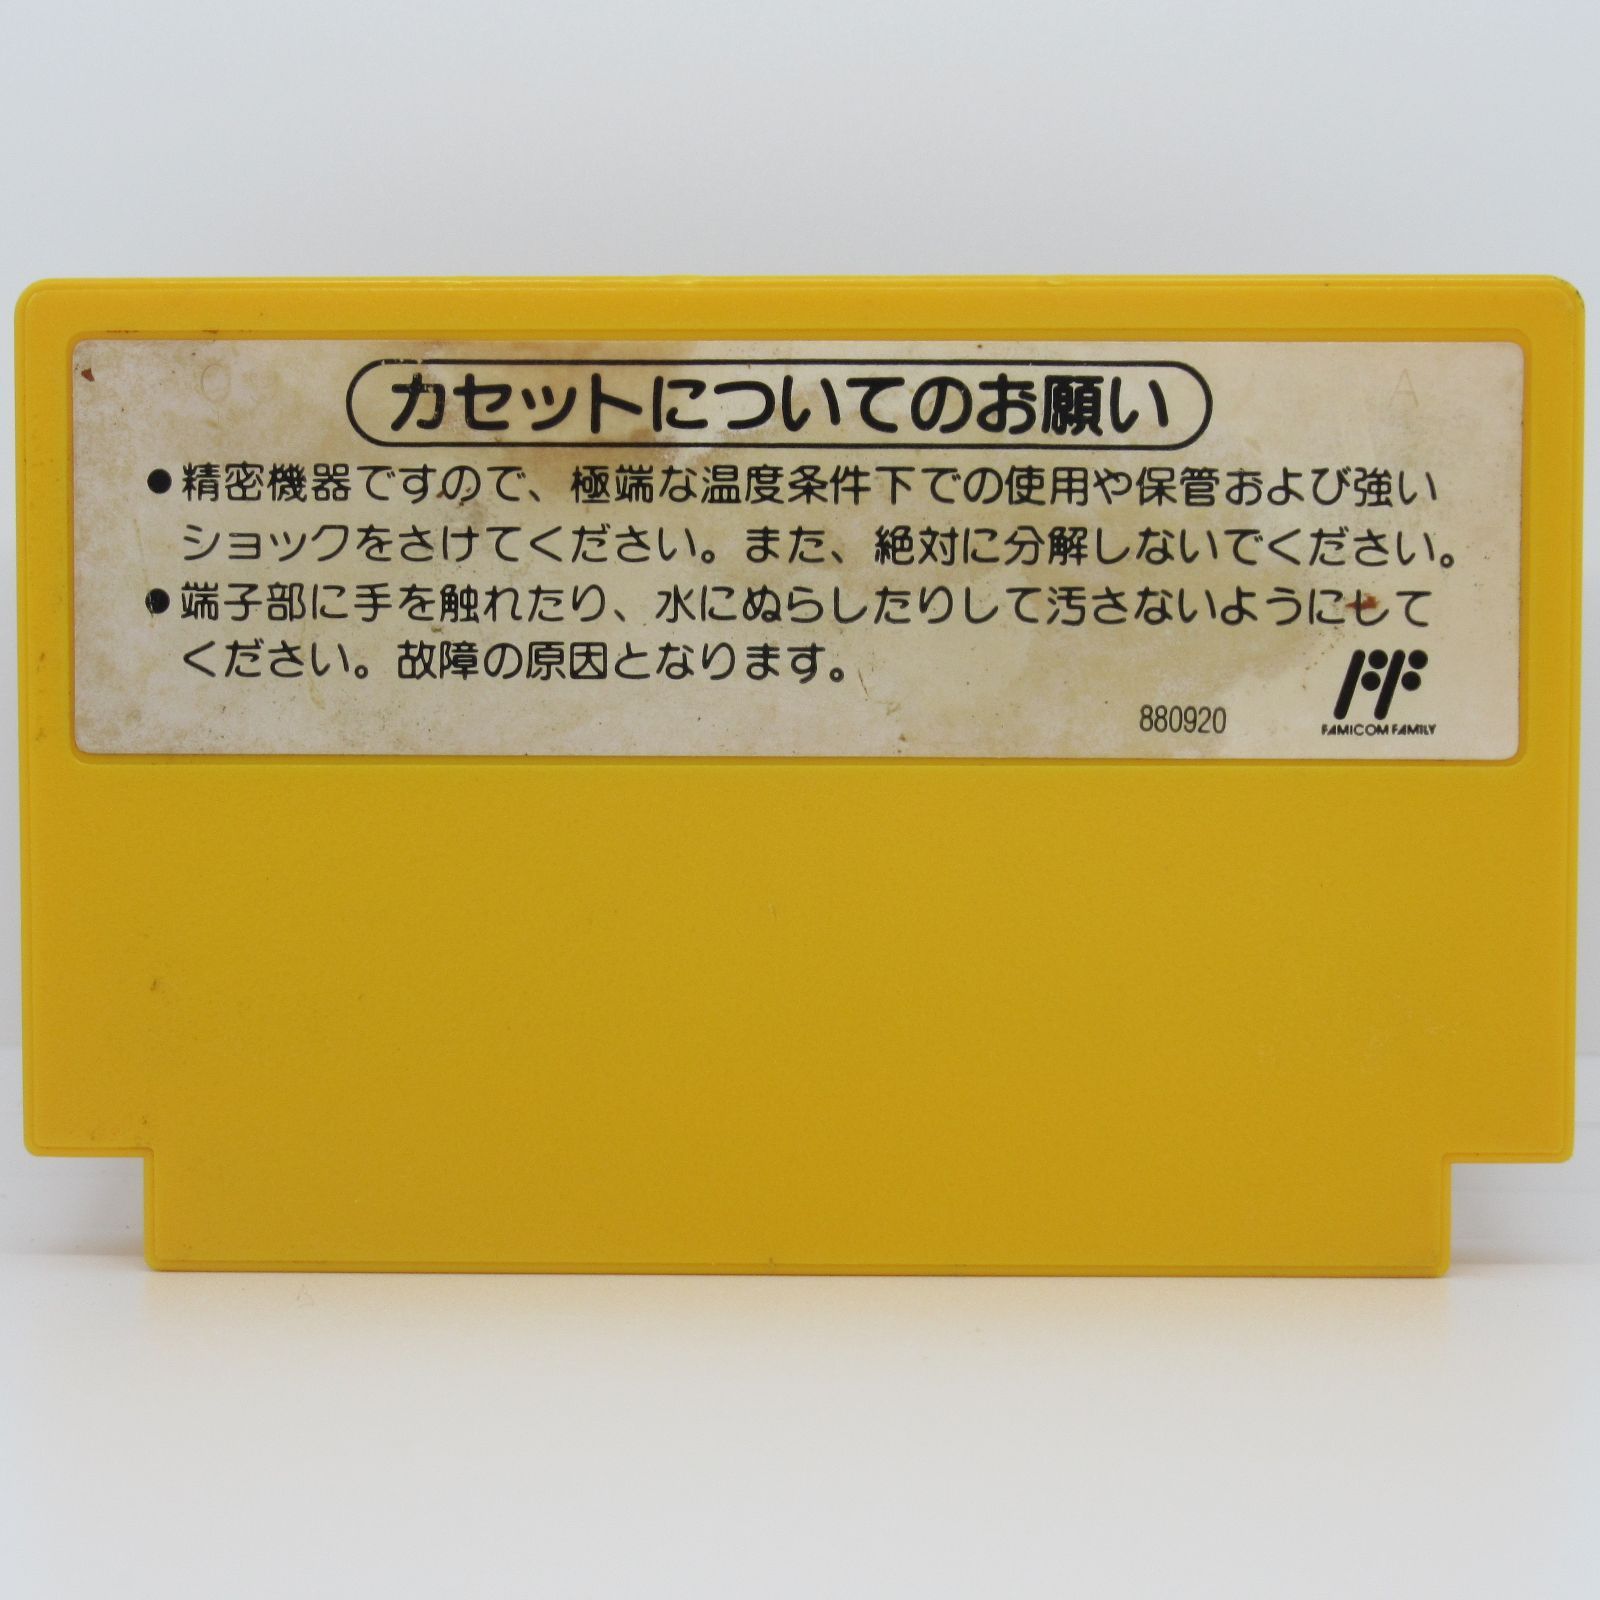 カセットについてのお願い
●精密機器ですので、極端な温度条件下での使用や保管および強い
ショックをさけてください。また、絶対に分解しないでください。
●端子部に手を触れたり、水にぬらしたりして汚さないようにして
ください。故障の原因となります。
880920
FAMICOM FAMILY